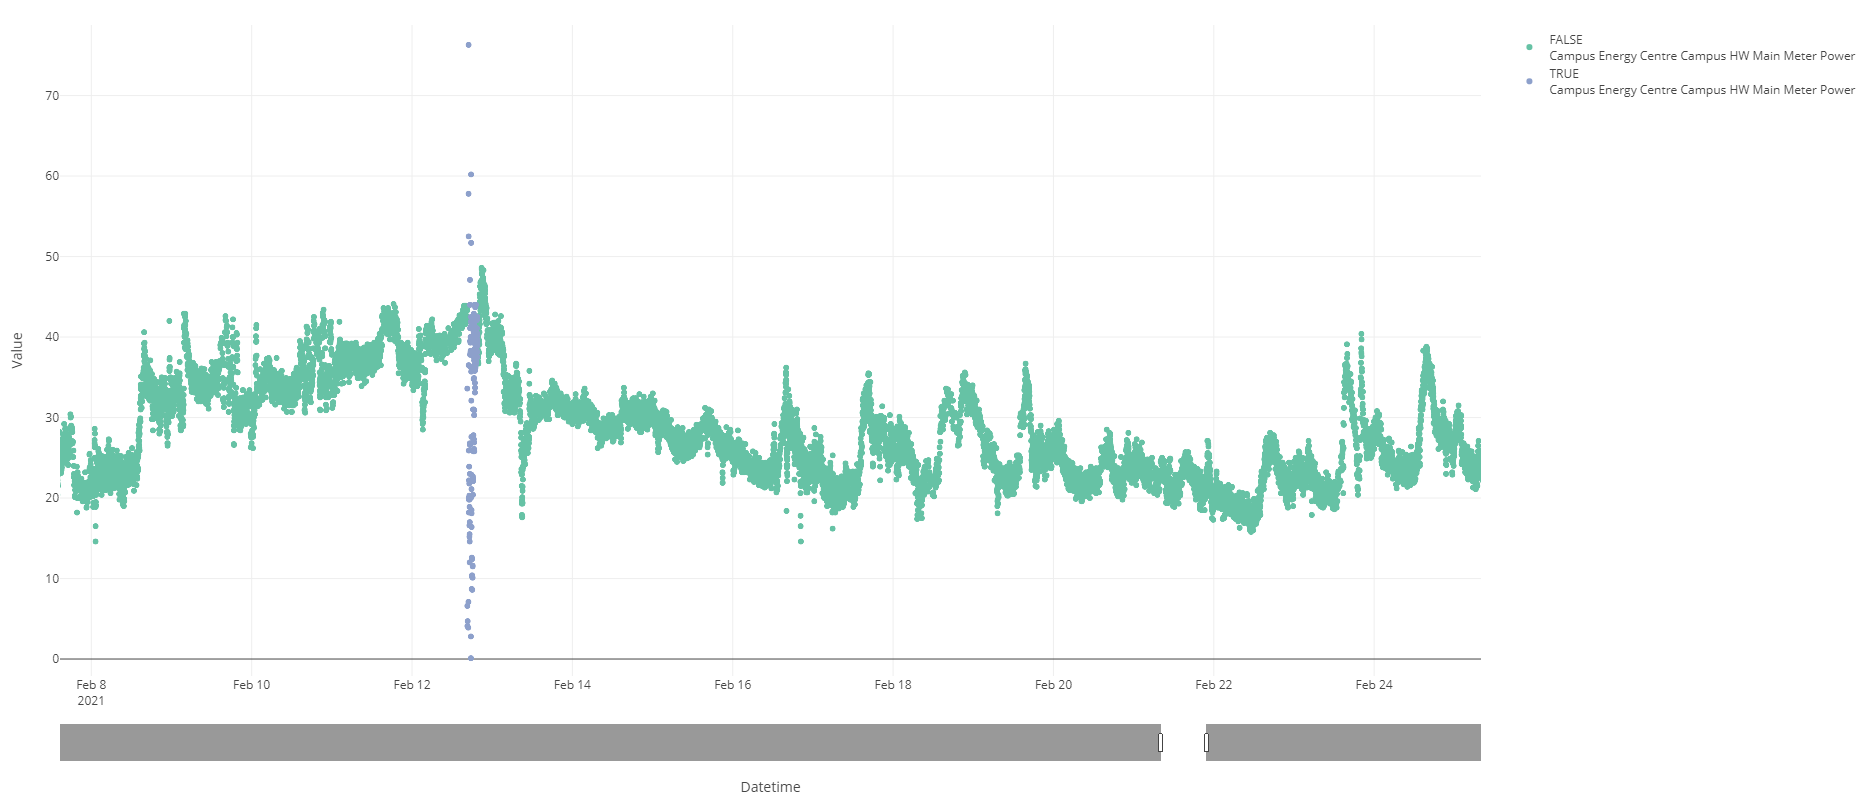 FALSE
Campus Energy Centre Campus HW Main Meter Power
TRUE
Campus Energy Centre Campus HW Main Meter Power
Value
70
60
50
40
30
20
10
0
Feb 8 Feb 10 Feb 12 Feb 14 Feb 16 Feb 18 Feb 20 Feb 22 Feb 24
2021
Datetime